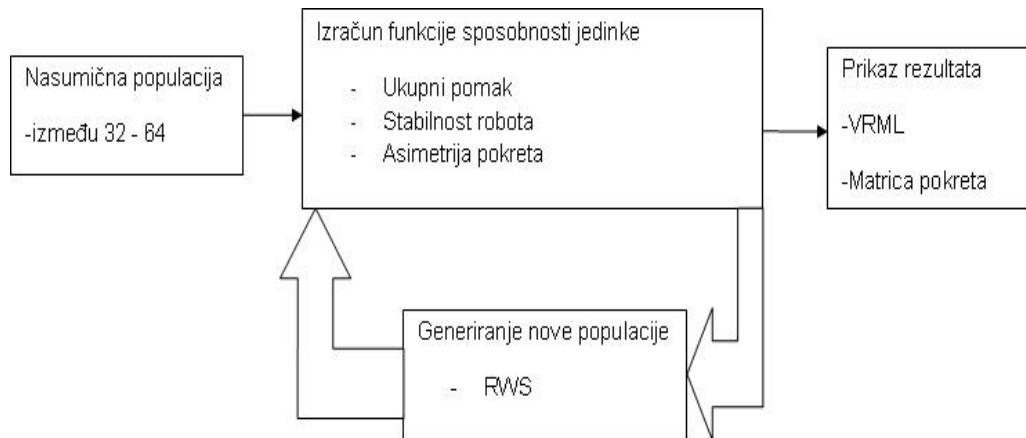 Nasumična populacija
-između 32 - 64
Izračun funkcije sposobnosti jedinke
- Ukupni pomak
- Stabilnost robota
- Asimetrija pokreta
Prikaz rezultata
-VRML
-Matrica pokreta
Generiranje nove populacije
- RWS